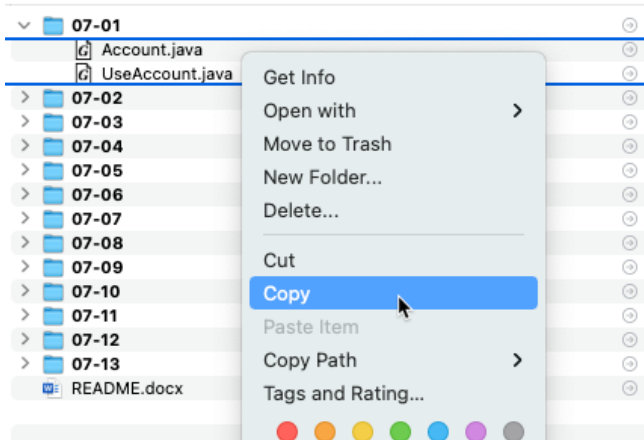 07-01
Account.java
UseAccount.java
07-02
07-03
07-04
07-05
07-06
07-07
07-08
07-09
07-10
07-11
07-12
07-13
README.docx
Get Info
Open with
Move to Trash
New Folder...
Delete...
Cut
Copy
Paste Item
Copy Path
Tags and Rating...